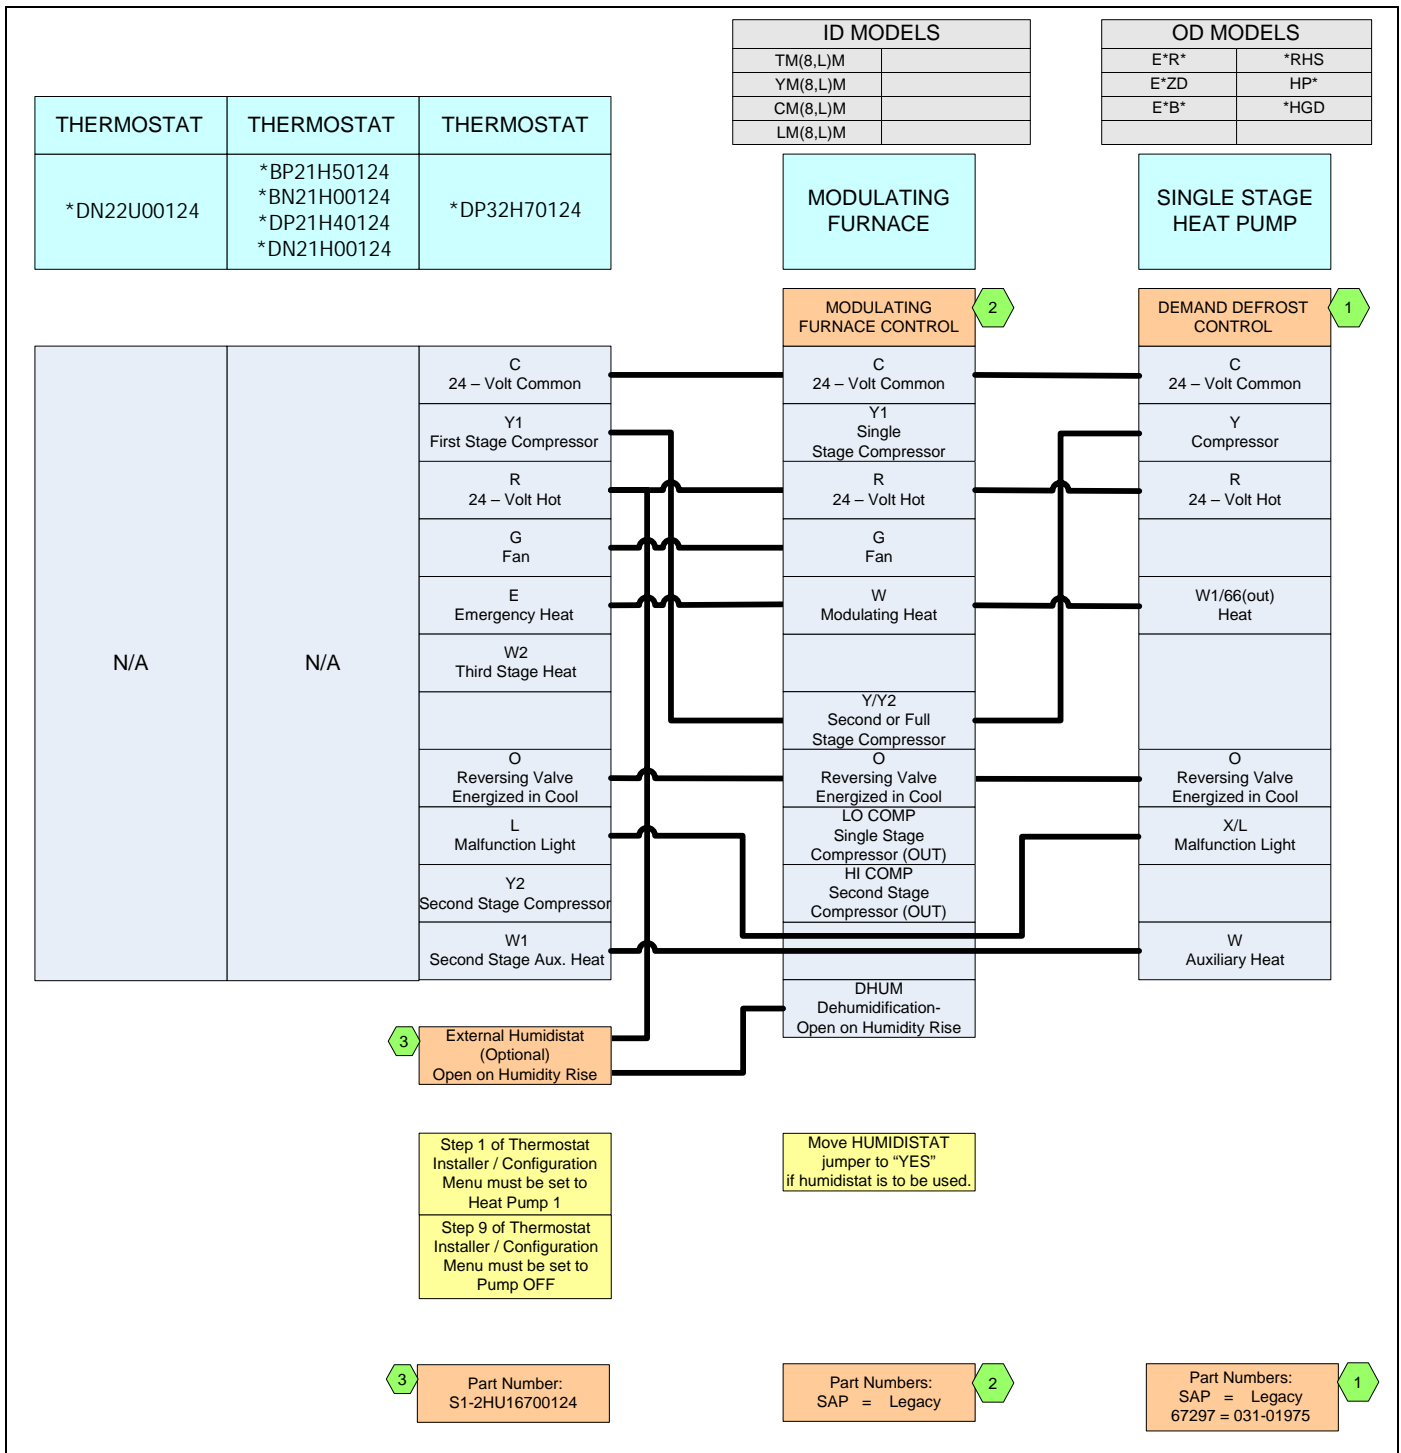 ID MODELS
TM(8,L)M
YM(8,L)M
CM(8,L)M
LM(8,L)M
OD MODELS
E*R* *RHS
E*ZD HP*
E*B* *HGD
THERMOSTAT
*DN22U00124
THERMOSTAT
*BP21H50124
*BN21H00124
*DP21H40124
*DN21H00124
THERMOSTAT
*DP32H70124
MODULATING
FURNACE
SINGLE STAGE
HEAT PUMP
MODULATING
FURNACE CONTROL
2
DEMAND DEFROST
CONTROL
1
N/A
N/A
C
24 – Volt Common
Y1
First Stage Compressor
R
24 – Volt Hot
G
Fan
E
Emergency Heat
W2
Third Stage Heat
O
Reversing Valve
Energized in Cool
L
Malfunction Light
Y2
Second Stage Compressor
W1
Second Stage Aux. Heat
C
24 – Volt Common
Y1
Single
Stage Compressor
R
24 – Volt Hot
G
Fan
W
Modulating Heat
Y/Y2
Second or Full
Stage Compressor
O
Reversing Valve
Energized in Cool
LO COMP
Single Stage
Compressor (OUT)
HI COMP
Second Stage
Compressor (OUT)
DHUM
Dehumidification-
Open on Humidity Rise
C
24 – Volt Common
Y
Compressor
R
24 – Volt Hot
W1/66(out)
Heat
O
Reversing Valve
Energized in Cool
X/L
Malfunction Light
W
Auxiliary Heat
3
External Humidistat
(Optional)
Open on Humidity Rise
Step 1 of Thermostat
Installer / Configuration
Menu must be set to
Heat Pump 1
Step 9 of Thermostat
Installer / Configuration
Menu must be set to
Pump OFF
Move HUMIDISTAT
jumper to “YES”
if humidistat is to be used.
3
Part Number:
S1-2HU16700124
Part Numbers:
SAP = Legacy
2
Part Numbers:
SAP = Legacy
67297 = 031-01975
1